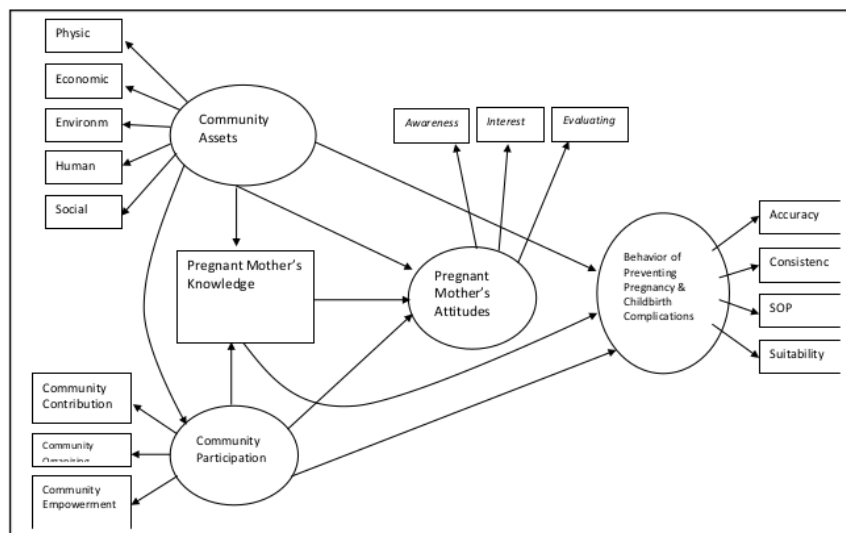 Physic
Economic
Environm
Human
Social
Community
Assets
Awareness
Interest
Evaluating
Pregnant Mother's
Knowledge
Pregnant
Mother's
Attitudes
Behavior of
Preventing
Pregnancy &
Childbirth
Complications
Accuracy
Consistenc
SOP
Suitability
Community
Contribution
Community
Community
Empowerment
Community
Participation